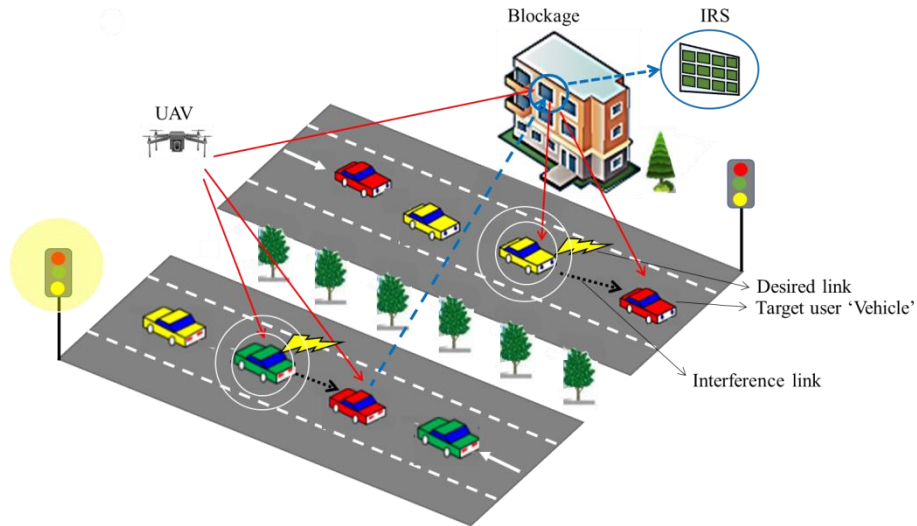 Blockage
IRS
UAV
Desired link
Target user ‘Vehicle’
Interference link